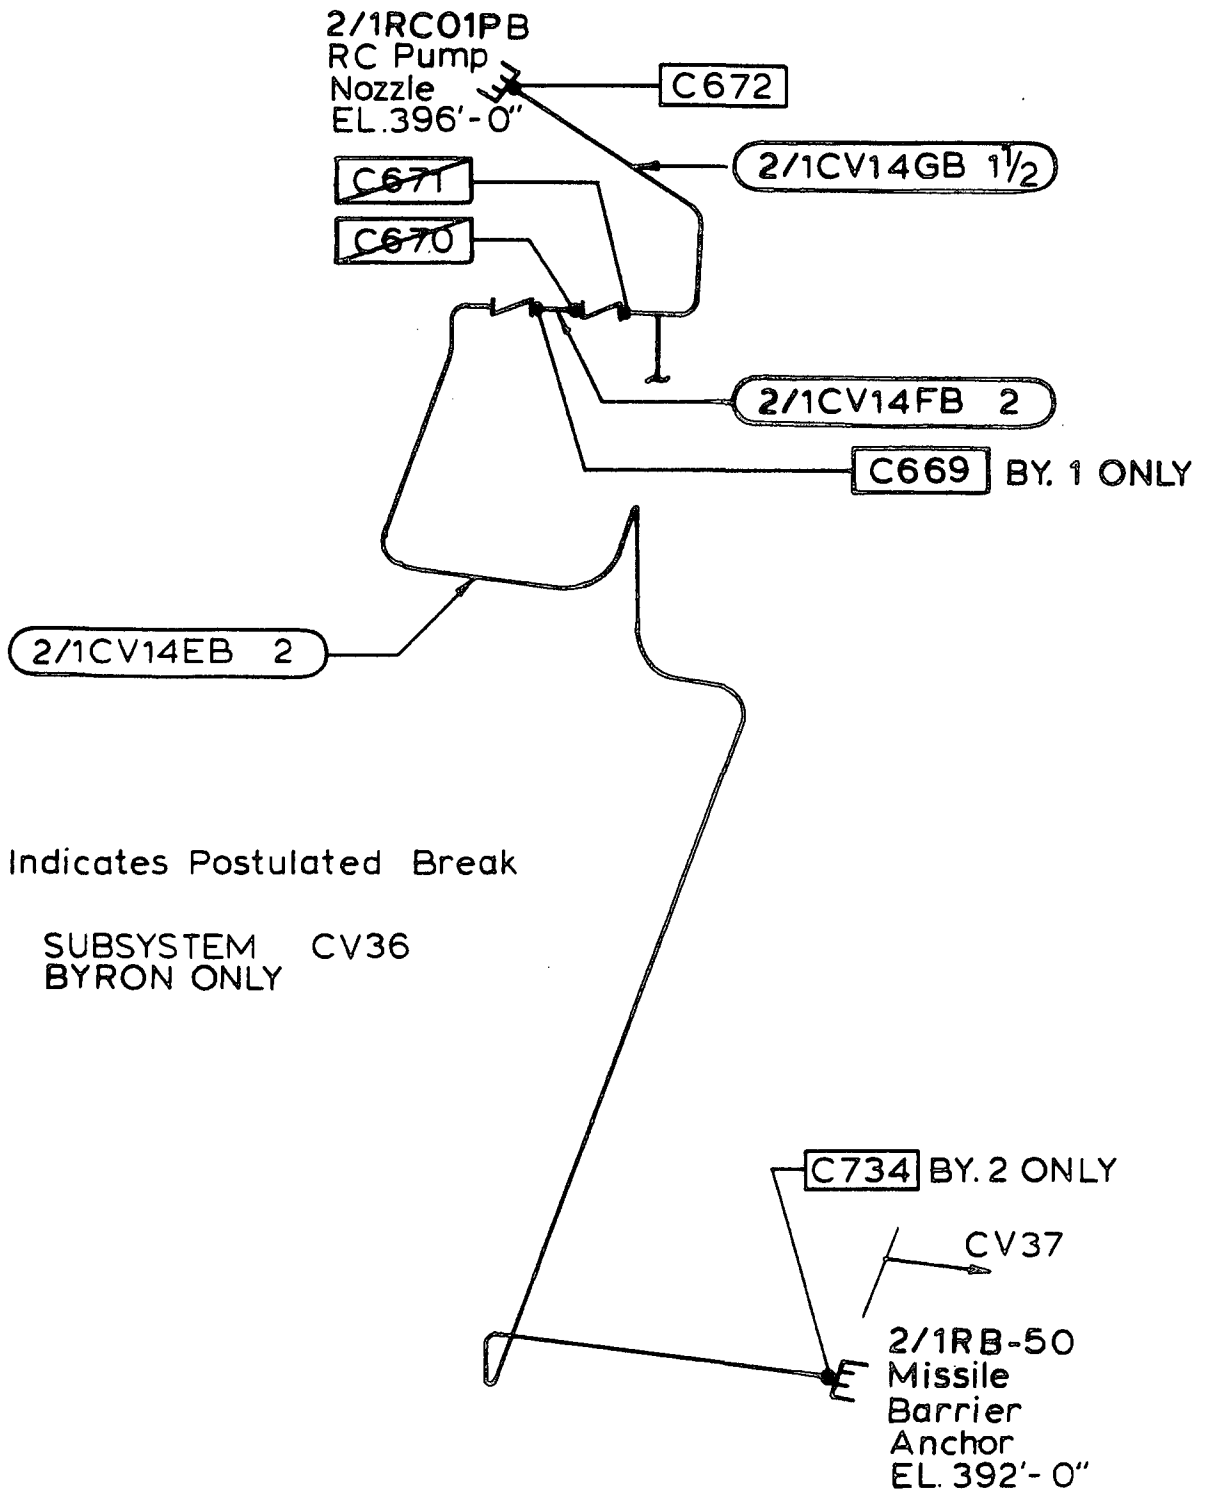 2/1RC01PB
RC Pump
Nozzle
EL.396'-0"
C672
2/1CV14GB 1 1/2
C671
C670
2/1CV14FB 2
C669 BY. 1 ONLY
2/1CV14EB 2
Indicates Postulated Break
SUBSYSTEM CV36
BYRON ONLY
C734 BY. 2 ONLY
CV37
2/1RB-50
Missile
Barrier
Anchor
EL. 392'-0"